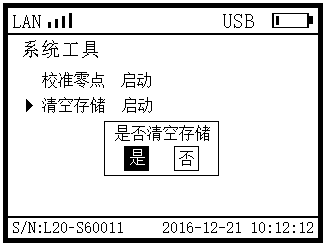 LAN USB
系统工具
校准零点 启动
清空存储 启动
是否清空存储
是 否
S/N:L20-S60011 2016-12-21 10:12:12